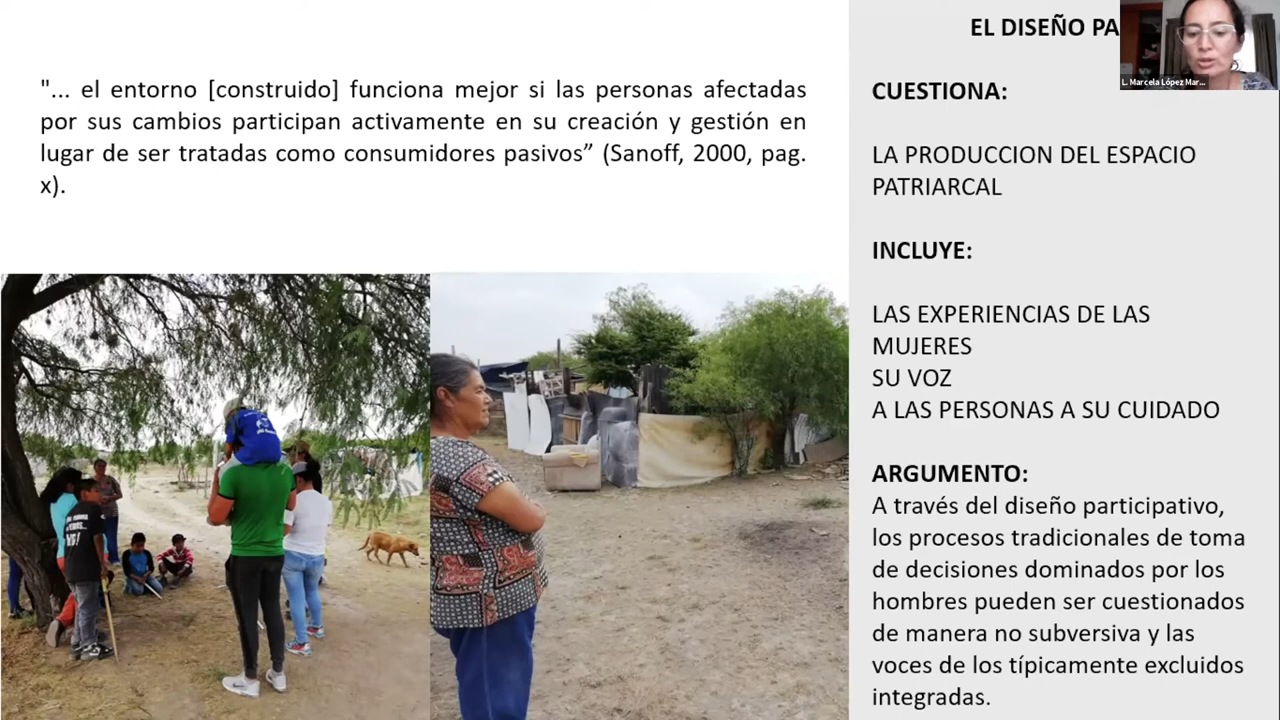 "... el entorno [construido] funciona mejor si las personas afectadas
por sus cambios participan activamente en su creación y gestión en
lugar de ser tratadas como consumidores pasivos” (Sanoff, 2000, pag.
x).
EL DISEÑO PA
L. Marcela López Mar...
CUESTIONA:
LA PRODUCCION DEL ESPACIO
PATRIARCAL
INCLUYE:
LAS EXPERIENCIAS DE LAS
MUJERES
SU VOZ
A LAS PERSONAS A SU CUIDADO
ARGUMENTO:
A través del diseño participativo,
los procesos tradicionales de toma
de decisiones dominados por los
hombres pueden ser cuestionados
de manera no subversiva y las
voces de los típicamente excluidos
integradas.